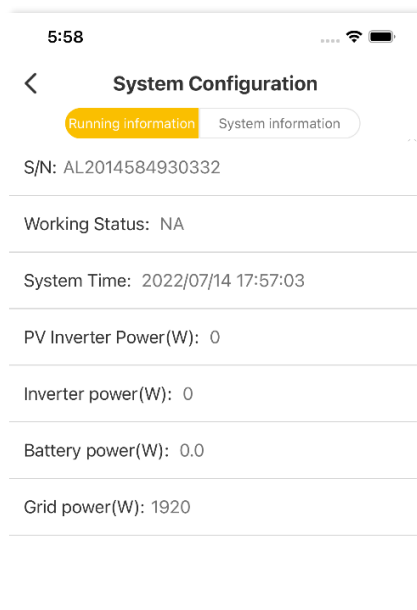 5:58
System Configuration
Running information System information
S/N: AL2014584930332
Working Status: NA
System Time: 2022/07/14 17:57:03
PV Inverter Power(W): 0
Inverter power(W): 0
Battery power(W): 0.0
Grid power(W): 1920